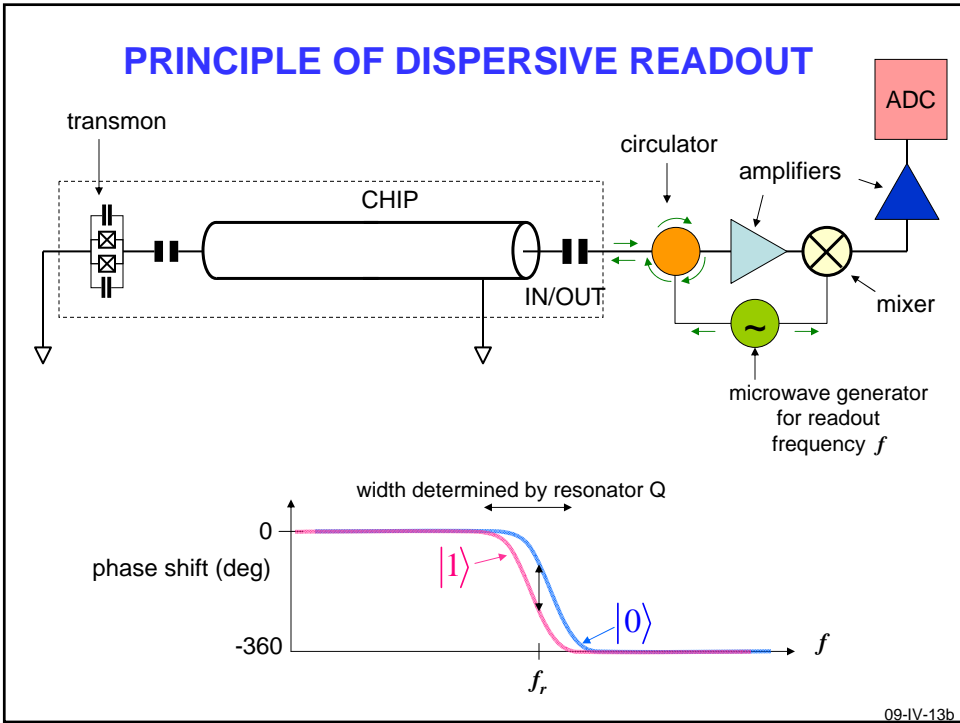 PRINCIPLE OF DISPERSIVE READOUT
ADC
transmon
circulator
amplifiers
CHIP
IN/OUT
mixer
~
microwave generator
for readout
frequency f
width determined by resonator Q
0
phase shift (deg)
|1⟩
|0⟩
-360
f
fᵣ
09-IV-13b